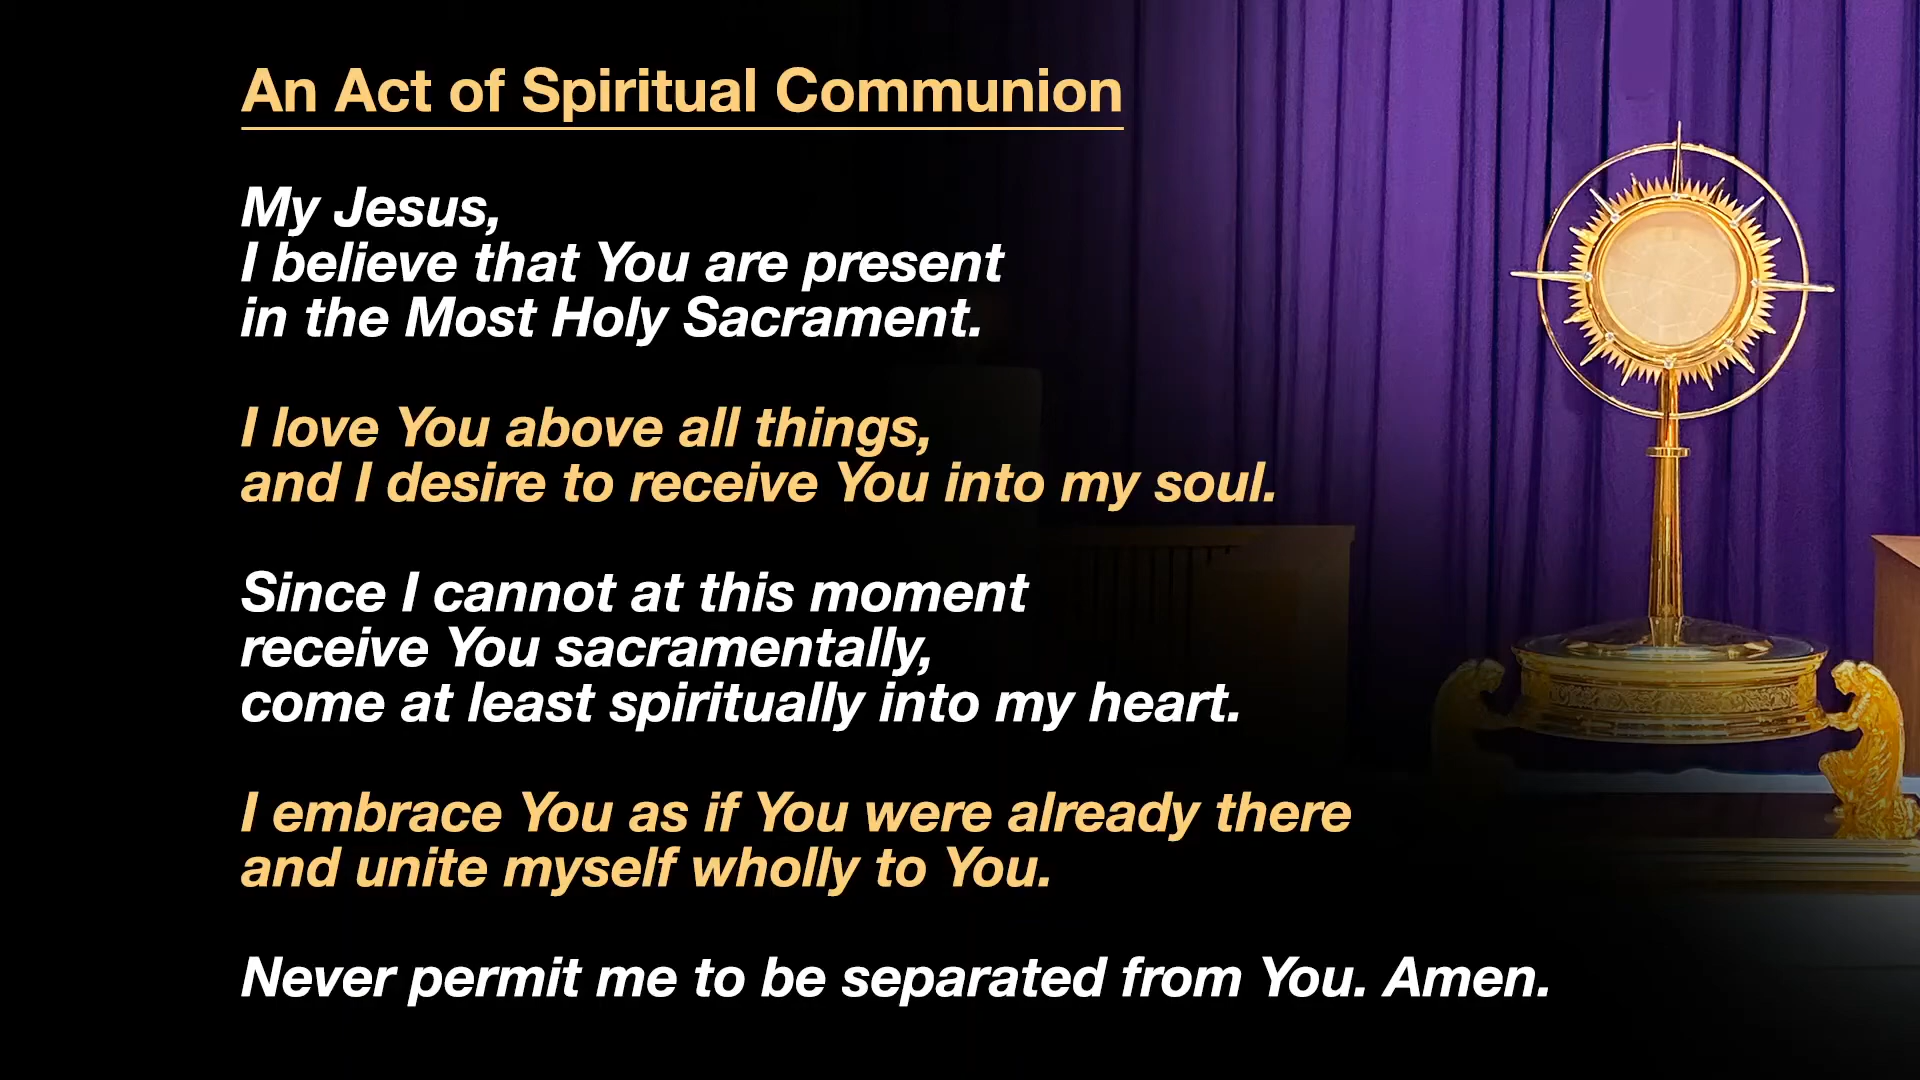 An Act of Spiritual Communion
My Jesus,
I believe that You are present
in the Most Holy Sacrament.
I love You above all things,
and I desire to receive You into my soul.
Since I cannot at this moment
receive You sacramentally,
come at least spiritually into my heart.
I embrace You as if You were already there
and unite myself wholly to You.
Never permit me to be separated from You. Amen.